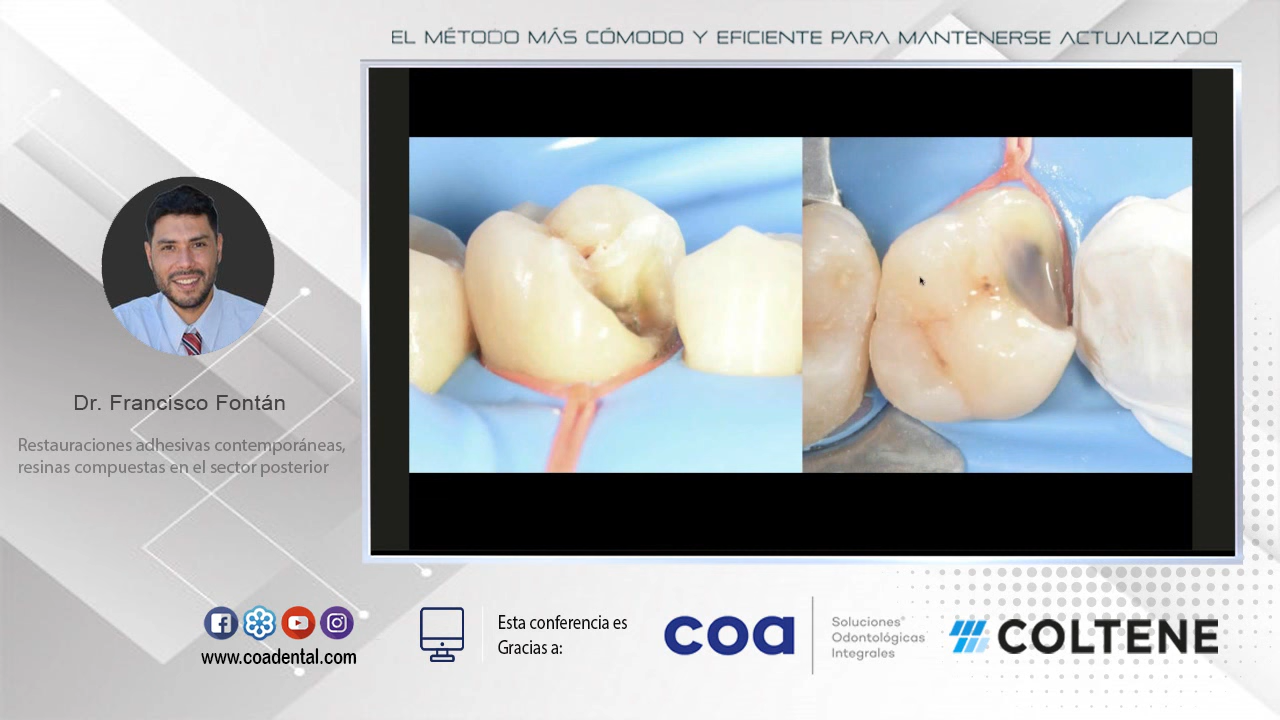 EL MÉTODO MÁS CÓMODO Y EFICIENTE PARA MANTENERSE ACTUALIZADO
Dr. Francisco Fontán
Restauraciones adhesivas contemporáneas,
resinas compuestas en el sector posterior
www.coadental.com
Esta conferencia es
Gracias a:
coa
Soluciones®
Odontológicas
Integrales
COLTENE